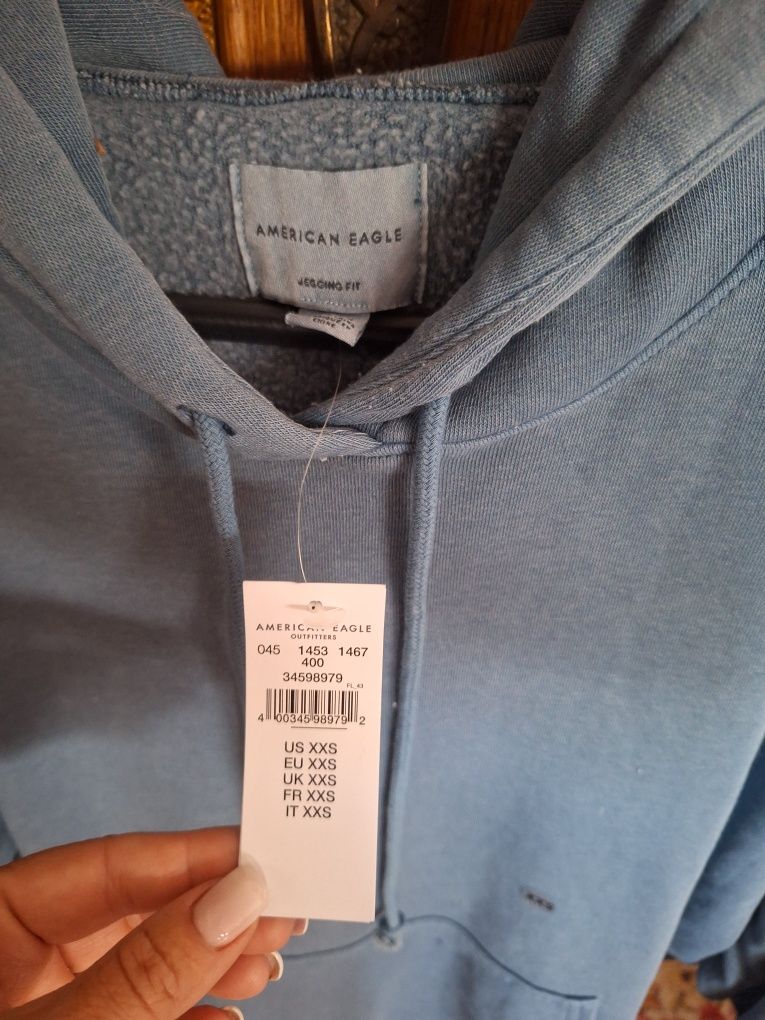 AMERICAN EAGLE
JEGGING FIT
AMERICAN EAGLE
OUTFITTERS
045 1453 1467
400
34598979
FL_43
4 00345 98979 2
US XXS
EU XXS
UK XXS
FR XXS
IT XXS